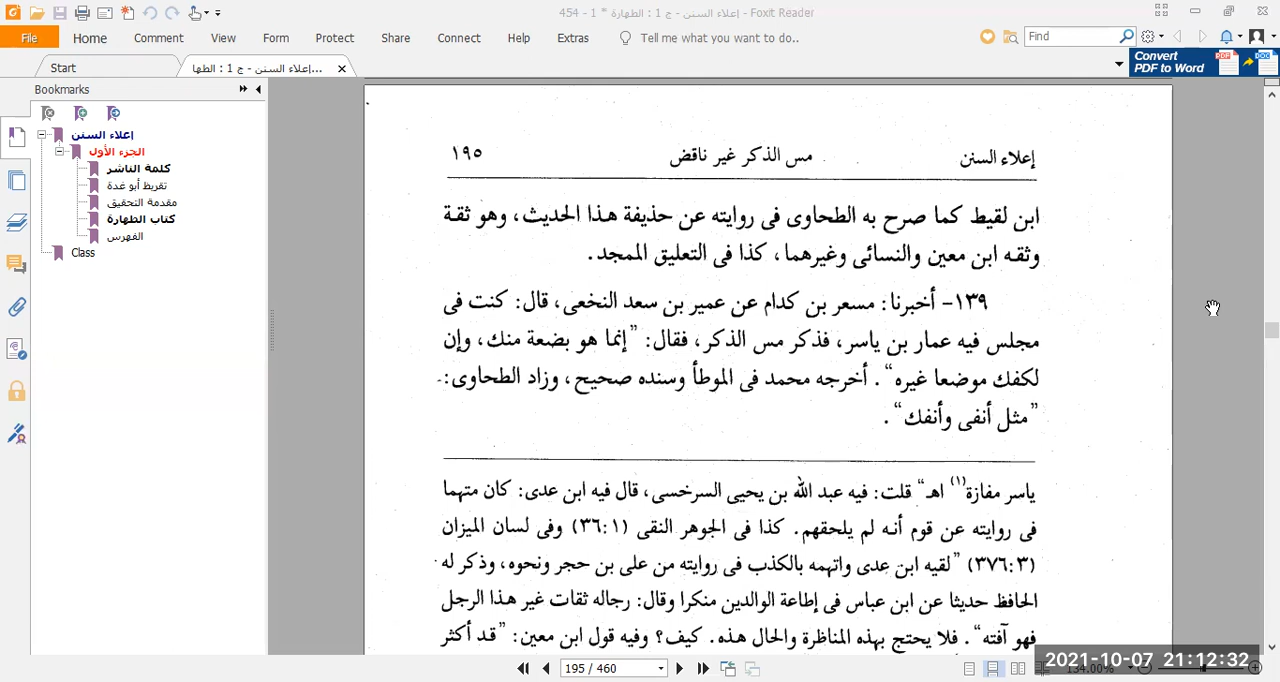 إعلاء السنن - ج 1 : الطهارة * 1 - 454 - Foxit Reader
File Home Comment View Form Protect Share Connect Help Extras Tell me what you want to do.. Find
Start
إعلاء السنن - ج 1 : الطها...
Convert
PDF to Word
Bookmarks
إعلاء السنن
الجزء الأول
كلمة الناشر
تقريظ أبو غدة
مقدمة التحقيق
كتاب الطهارة
الفهرس
Class
إعلاء السنن مس الذكر غير ناقض ١٩٥
ابن لقيط كما صرح به الطحاوى فى روايته عن حذيفة هذا الحديث، وهو ثقة
وثقه ابن معين والنسائى وغيرهما، كذا فى التعليق الممجد.
١٣٩- أخبرنا: مسعر بن كدام عن عمير بن سعد النخعى، قال: كنت فى
مجلس فيه عمار بن ياسر، فذكر مس الذكر، فقال: ”إنما هو بضعة منك، وإن
لكفك موضعا غيره“. أخرجه محمد فى الموطأ وسنده صحيح، وزاد الطحاوى:
”مثل أنفى وأنفك“.
ياسر مفازة(١) اهـ“ قلت: فيه عبد الله بن يحيى السرخسى، قال فيه ابن عدى: كان متهما
فى روايته عن قوم أنه لم يلحقهم. كذا فى الجوهر النقى (٣٦:١) وفى لسان الميزان
(٣٧٦:٣) ”لقيه ابن عدى واتهمه بالكذب فى روايته من على بن حجر ونحوه، وذكر له
الحافظ حديثا عن ابن عباس فى إطاعة الوالدين منكرا وقال: رجاله ثقات غير هذا الرجل
فهو آفته“. فلا يحتج بهذه المناظرة والحال هذه. كيف؟ وفيه قول ابن معين: ”قد أكثر
195 / 460
134.00%
2021-10-07 21:12:32